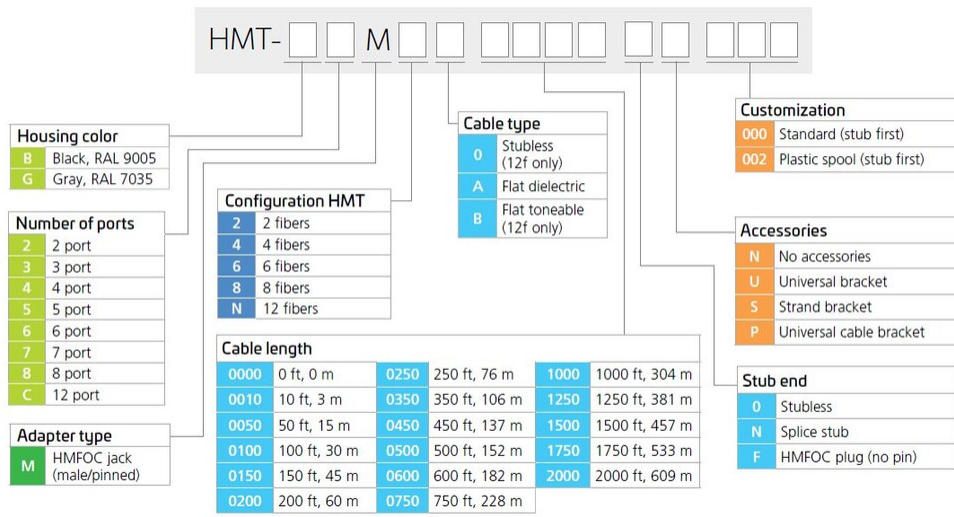 HMT- M
Housing color
B Black, RAL 9005
G Gray, RAL 7035
Number of ports
2 2 port
3 3 port
4 4 port
5 5 port
6 6 port
7 7 port
8 8 port
C 12 port
Adapter type
M HMFOC jack
(male/pinned)
Configuration HMT
2 2 fibers
4 4 fibers
6 6 fibers
8 8 fibers
N 12 fibers
Cable type
0 Stubless
(12f only)
A Flat dielectric
B Flat toneable
(12f only)
Cable length
0000 0 ft, 0 m 0250 250 ft, 76 m 1000 1000 ft, 304 m
0010 10 ft, 3 m 0350 350 ft, 106 m 1250 1250 ft, 381 m
0050 50 ft, 15 m 0450 450 ft, 137 m 1500 1500 ft, 457 m
0100 100 ft, 30 m 0500 500 ft, 152 m 1750 1750 ft, 533 m
0150 150 ft, 45 m 0600 600 ft, 182 m 2000 2000 ft, 609 m
0200 200 ft, 60 m 0750 750 ft, 228 m
Customization
000 Standard (stub first)
002 Plastic spool (stub first)
Accessories
N No accessories
U Universal bracket
S Strand bracket
P Universal cable bracket
Stub end
0 Stubless
N Splice stub
F HMFOC plug (no pin)